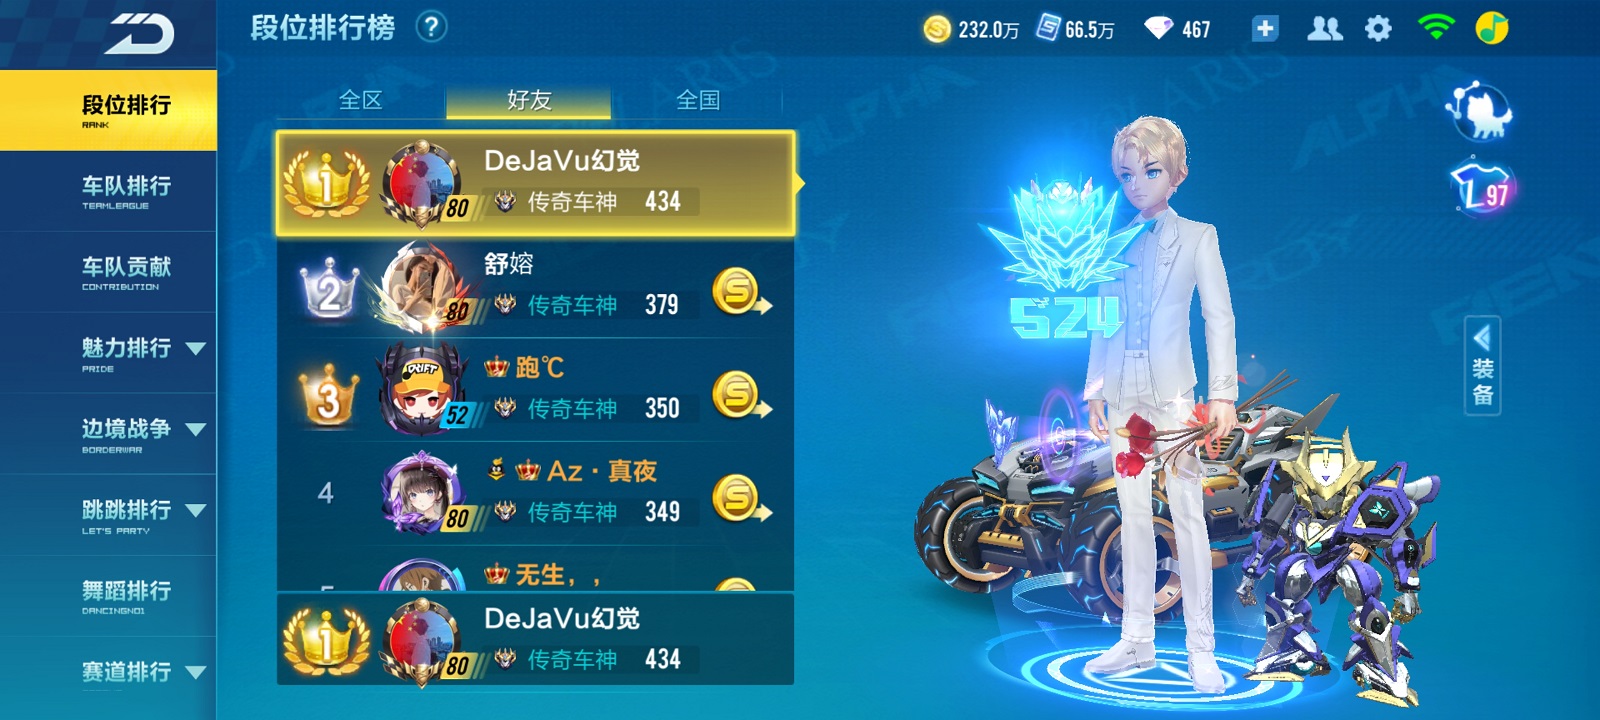 段位排行榜 ?
232.0万 66.5万 467
段位排行
RANK
车队排行
TEAMLEAGUE
车队贡献
CONTRIBUTION
魅力排行
PRIDE
边境战争
BORDERWAR
跳跳排行
LET'S PARTY
舞蹈排行
DANCINGNO1
赛道排行
全区 好友 全国
1 DeJaVu幻觉
80 传奇车神 434
2 舒嫆
80 传奇车神 379
3 跑℃
DRIFT
52 传奇车神 350
4 Az·真夜
80 传奇车神 349
无生，，
1 DeJaVu幻觉
80 传奇车神 434
S24
L97
装备